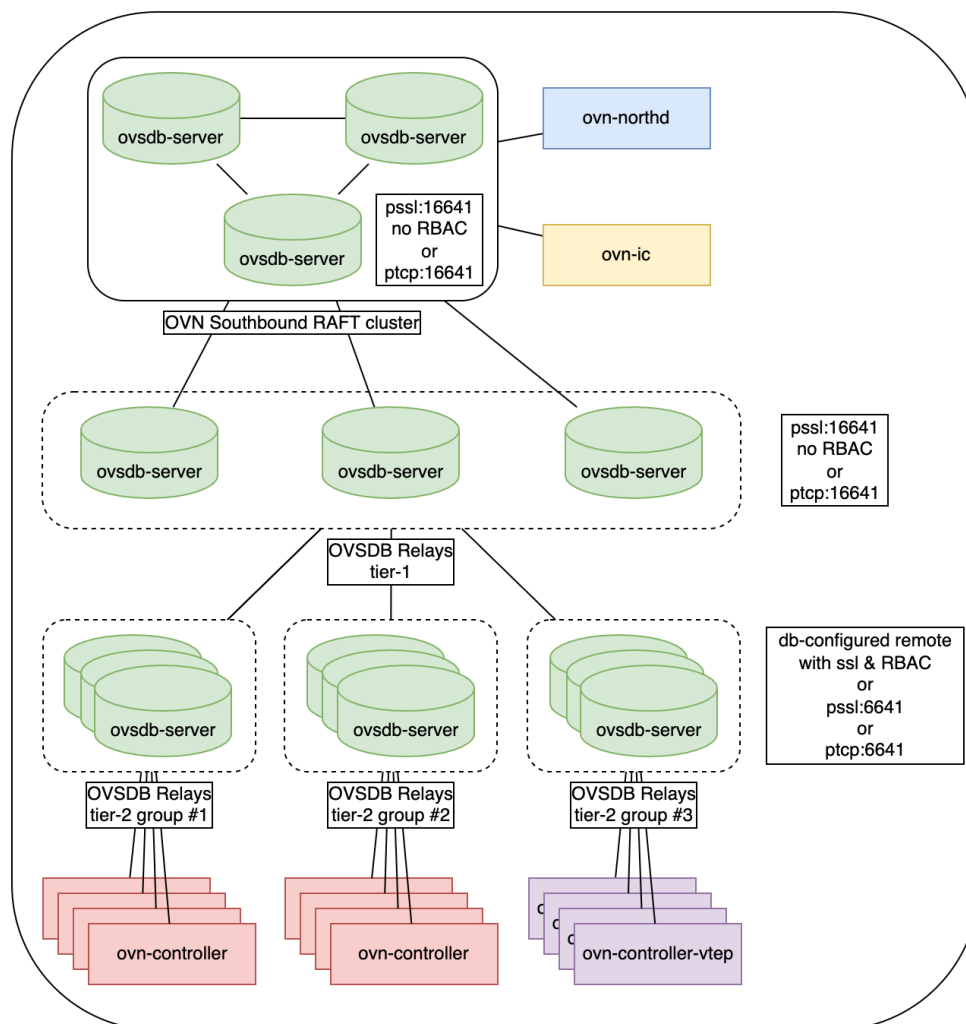 ovsdb-server
ovsdb-server
ovn-northd
ovsdb-server
pssl:16641
no RBAC
or
ptcp:16641
ovn-ic
OVN Southbound RAFT cluster
ovsdb-server
ovsdb-server
ovsdb-server
pssl:16641
no RBAC
or
ptcp:16641
OVSDB Relays
tier-1
ovsdb-server
ovsdb-server
ovsdb-server
db-configured remote
with ssl & RBAC
or
pssl:6641
or
ptcp:6641
OVSDB Relays
tier-2 group #1
OVSDB Relays
tier-2 group #2
OVSDB Relays
tier-2 group #3
ovn-controller
ovn-controller
ovn-controller-vtep